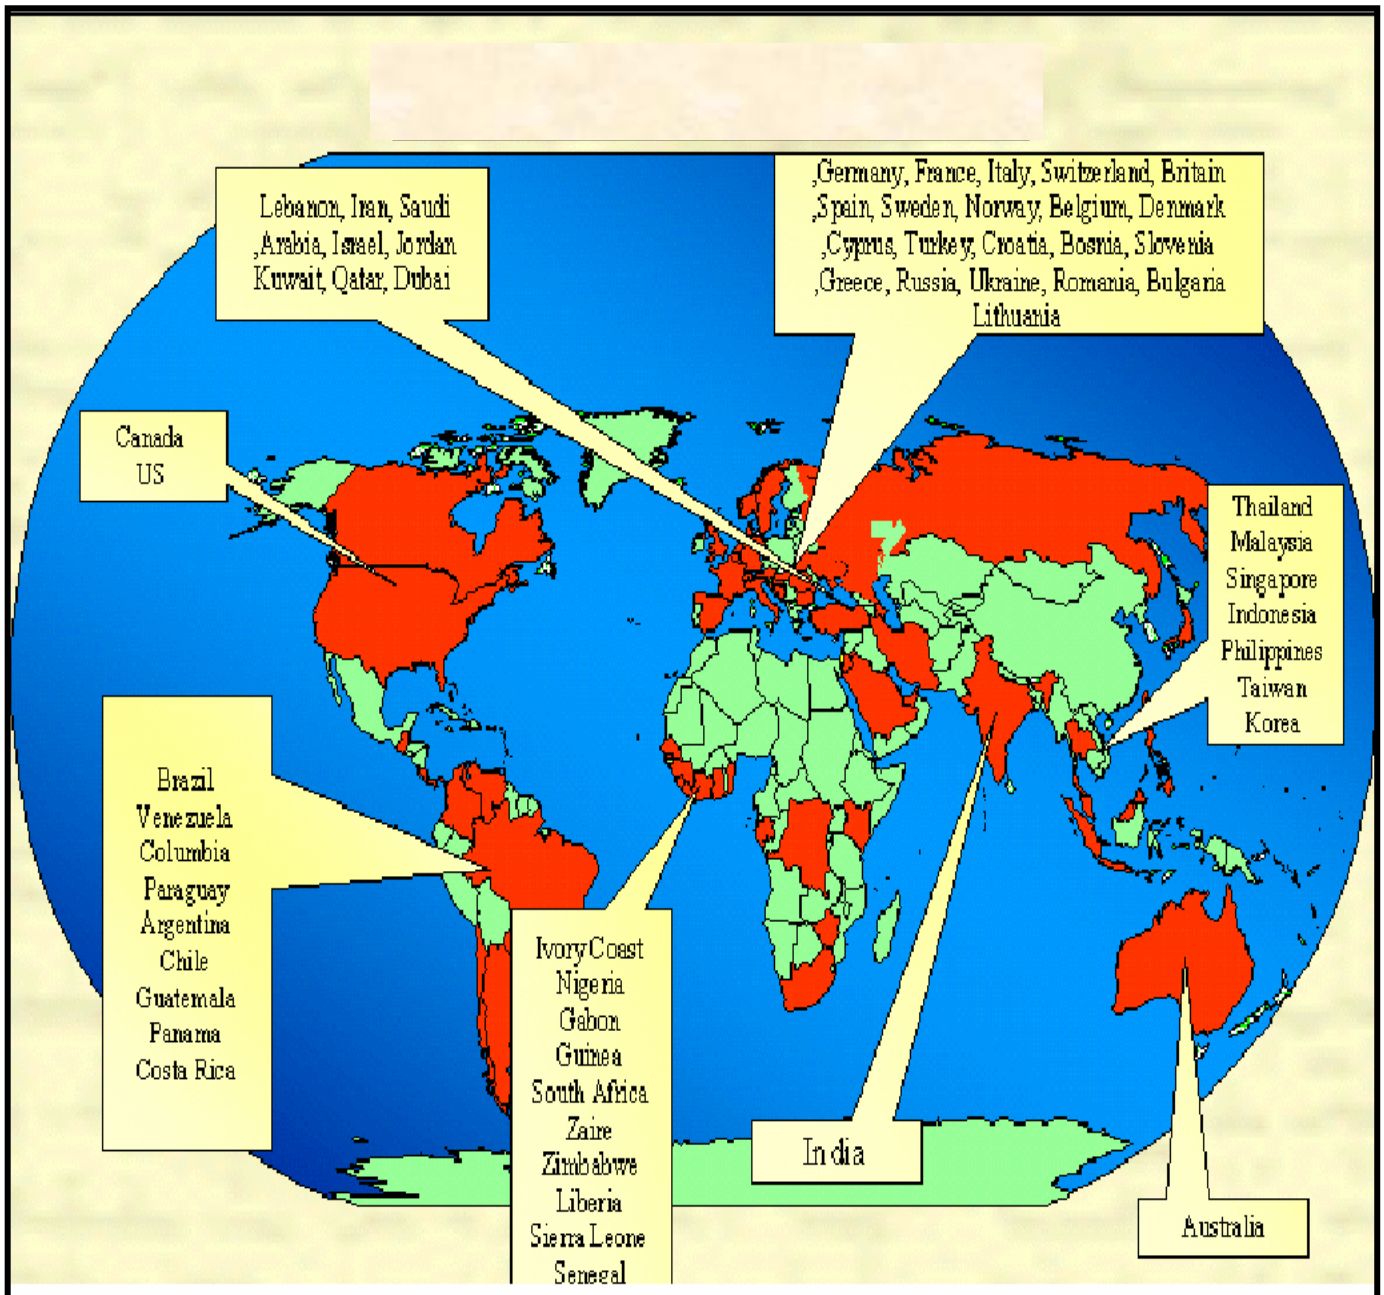 Lebanon, Iran, Saudi
,Arabia, Israel, Jordan
Kuwait, Qatar, Dubai
,Germany, France, Italy, Switzerland, Britain
,Spain, Sweden, Norway, Belgium, Denmark
,Cyprus, Turkey, Croatia, Bosnia, Slovenia
,Greece, Russia, Ukraine, Romania, Bulgaria
Lithuania
Canada
US
Thailand
Malaysia
Singapore
Indonesia
Philippines
Taiwan
Korea
Brazil
Venezuela
Columbia
Paraguay
Argentina
Chile
Guatemala
Panama
Costa Rica
Ivory Coast
Nigeria
Gabon
Guinea
South Africa
Zaire
Zimbabwe
Liberia
Sierra Leone
Senegal
India
Australia